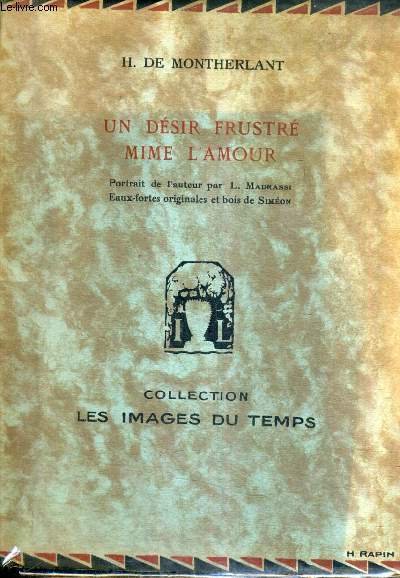 www.le-livre.com
H. DE MONTHERLANT
UN DÉSIR FRUSTRÉ
MIME L'AMOUR
Portrait de l'auteur par L. MADRASSI
Eaux-fortes originales et bois de SIMÉON
I L
COLLECTION
LES IMAGES DU TEMPS
H. RAPIN